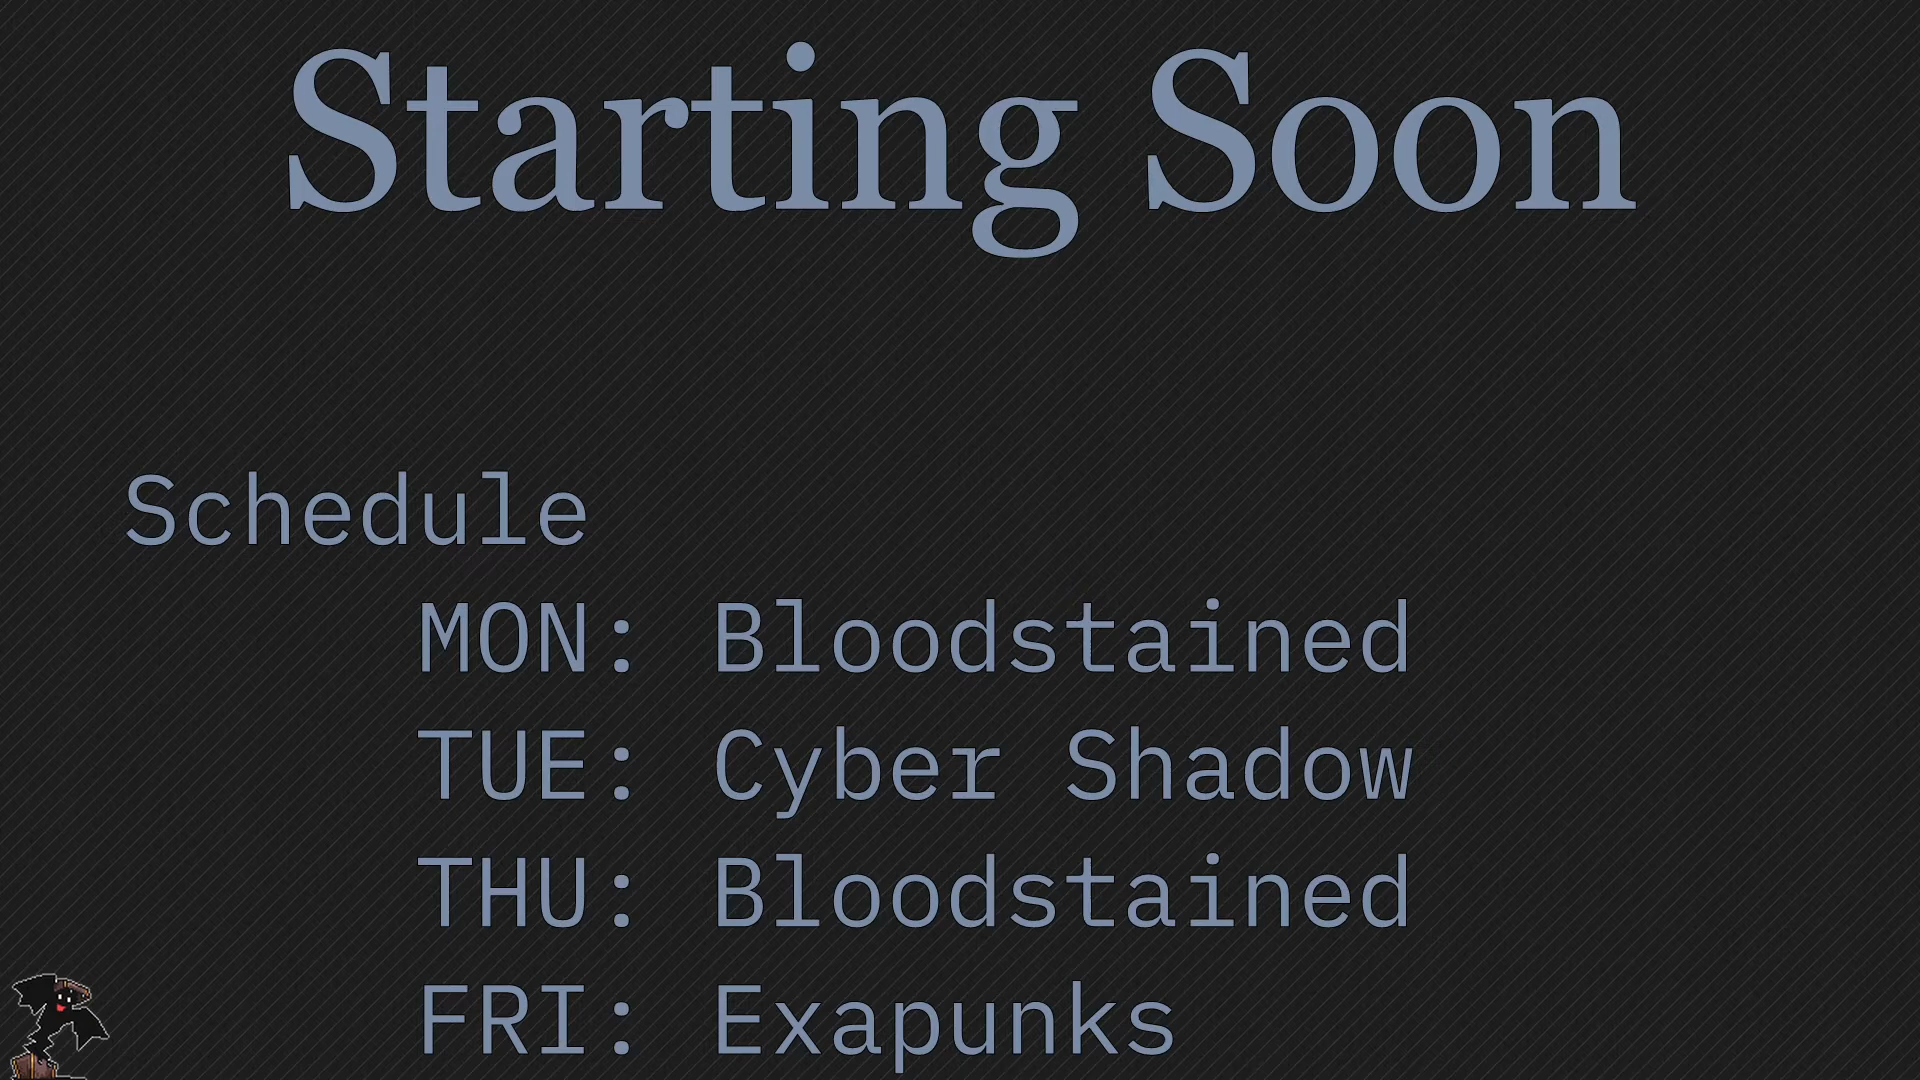 Starting Soon
Schedule
MON: Bloodstained
TUE: Cyber Shadow
THU: Bloodstained
FRI: Exapunks